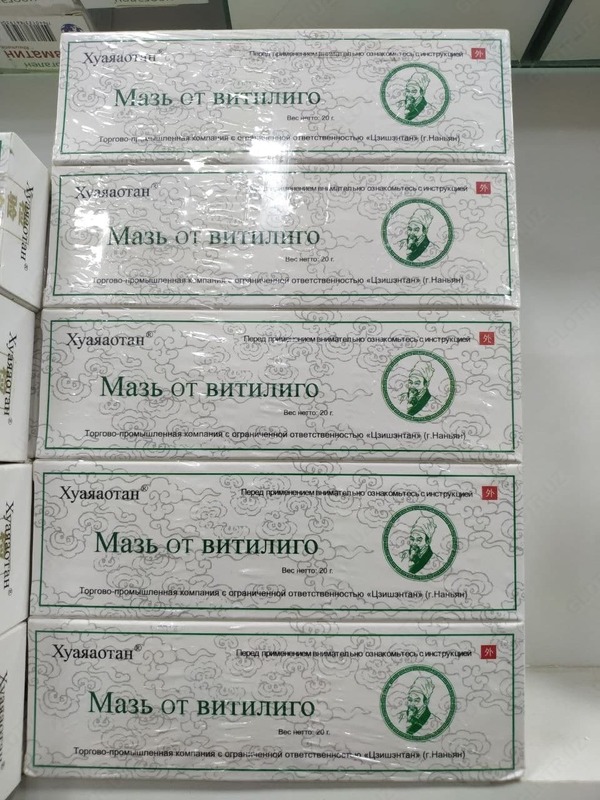 Хуаяаотан®
Перед применением внимательно ознакомьтесь с инструкцией 外
Мазь от витилиго
Вес нетто: 20 г.
Торгово-промышленная компания с ограниченной ответственностью «Цзишэнтан» (г.Наньян)
Хуаяаотан®
Перед применением внимательно ознакомьтесь с инструкцией 外
Мазь от витилиго
Вес нетто: 20 г.
Торгово-промышленная компания с ограниченной ответственностью «Цзишэнтан» (г.Наньян)
Хуаяаотан®
Перед применением внимательно ознакомьтесь с инструкцией 外
Мазь от витилиго
Вес нетто: 20 г.
Торгово-промышленная компания с ограниченной ответственностью «Цзишэнтан» (г.Наньян)
Хуаяаотан®
Перед применением внимательно ознакомьтесь с инструкцией 外
Мазь от витилиго
Вес нетто: 20 г.
Торгово-промышленная компания с ограниченной ответственностью «Цзишэнтан» (г.Наньян)
Хуаяаотан®
Перед применением внимательно ознакомьтесь с инструкцией 外
Мазь от витилиго
Вес нетто: 20 г.
Торгово-промышленная компания с ограниченной ответственностью «Цзишэнтан» (г.Наньян)
Хуаяаотан
Хуаяаотан®
Хуаяаотан®